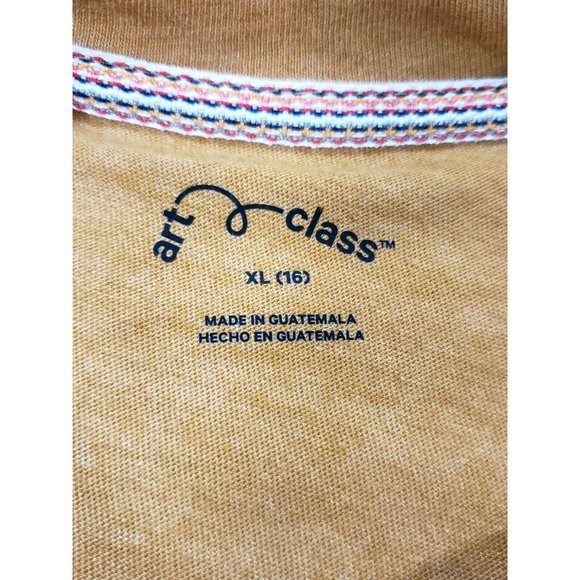 art class™
XL (16)
MADE IN GUATEMALA
HECHO EN GUATEMALA